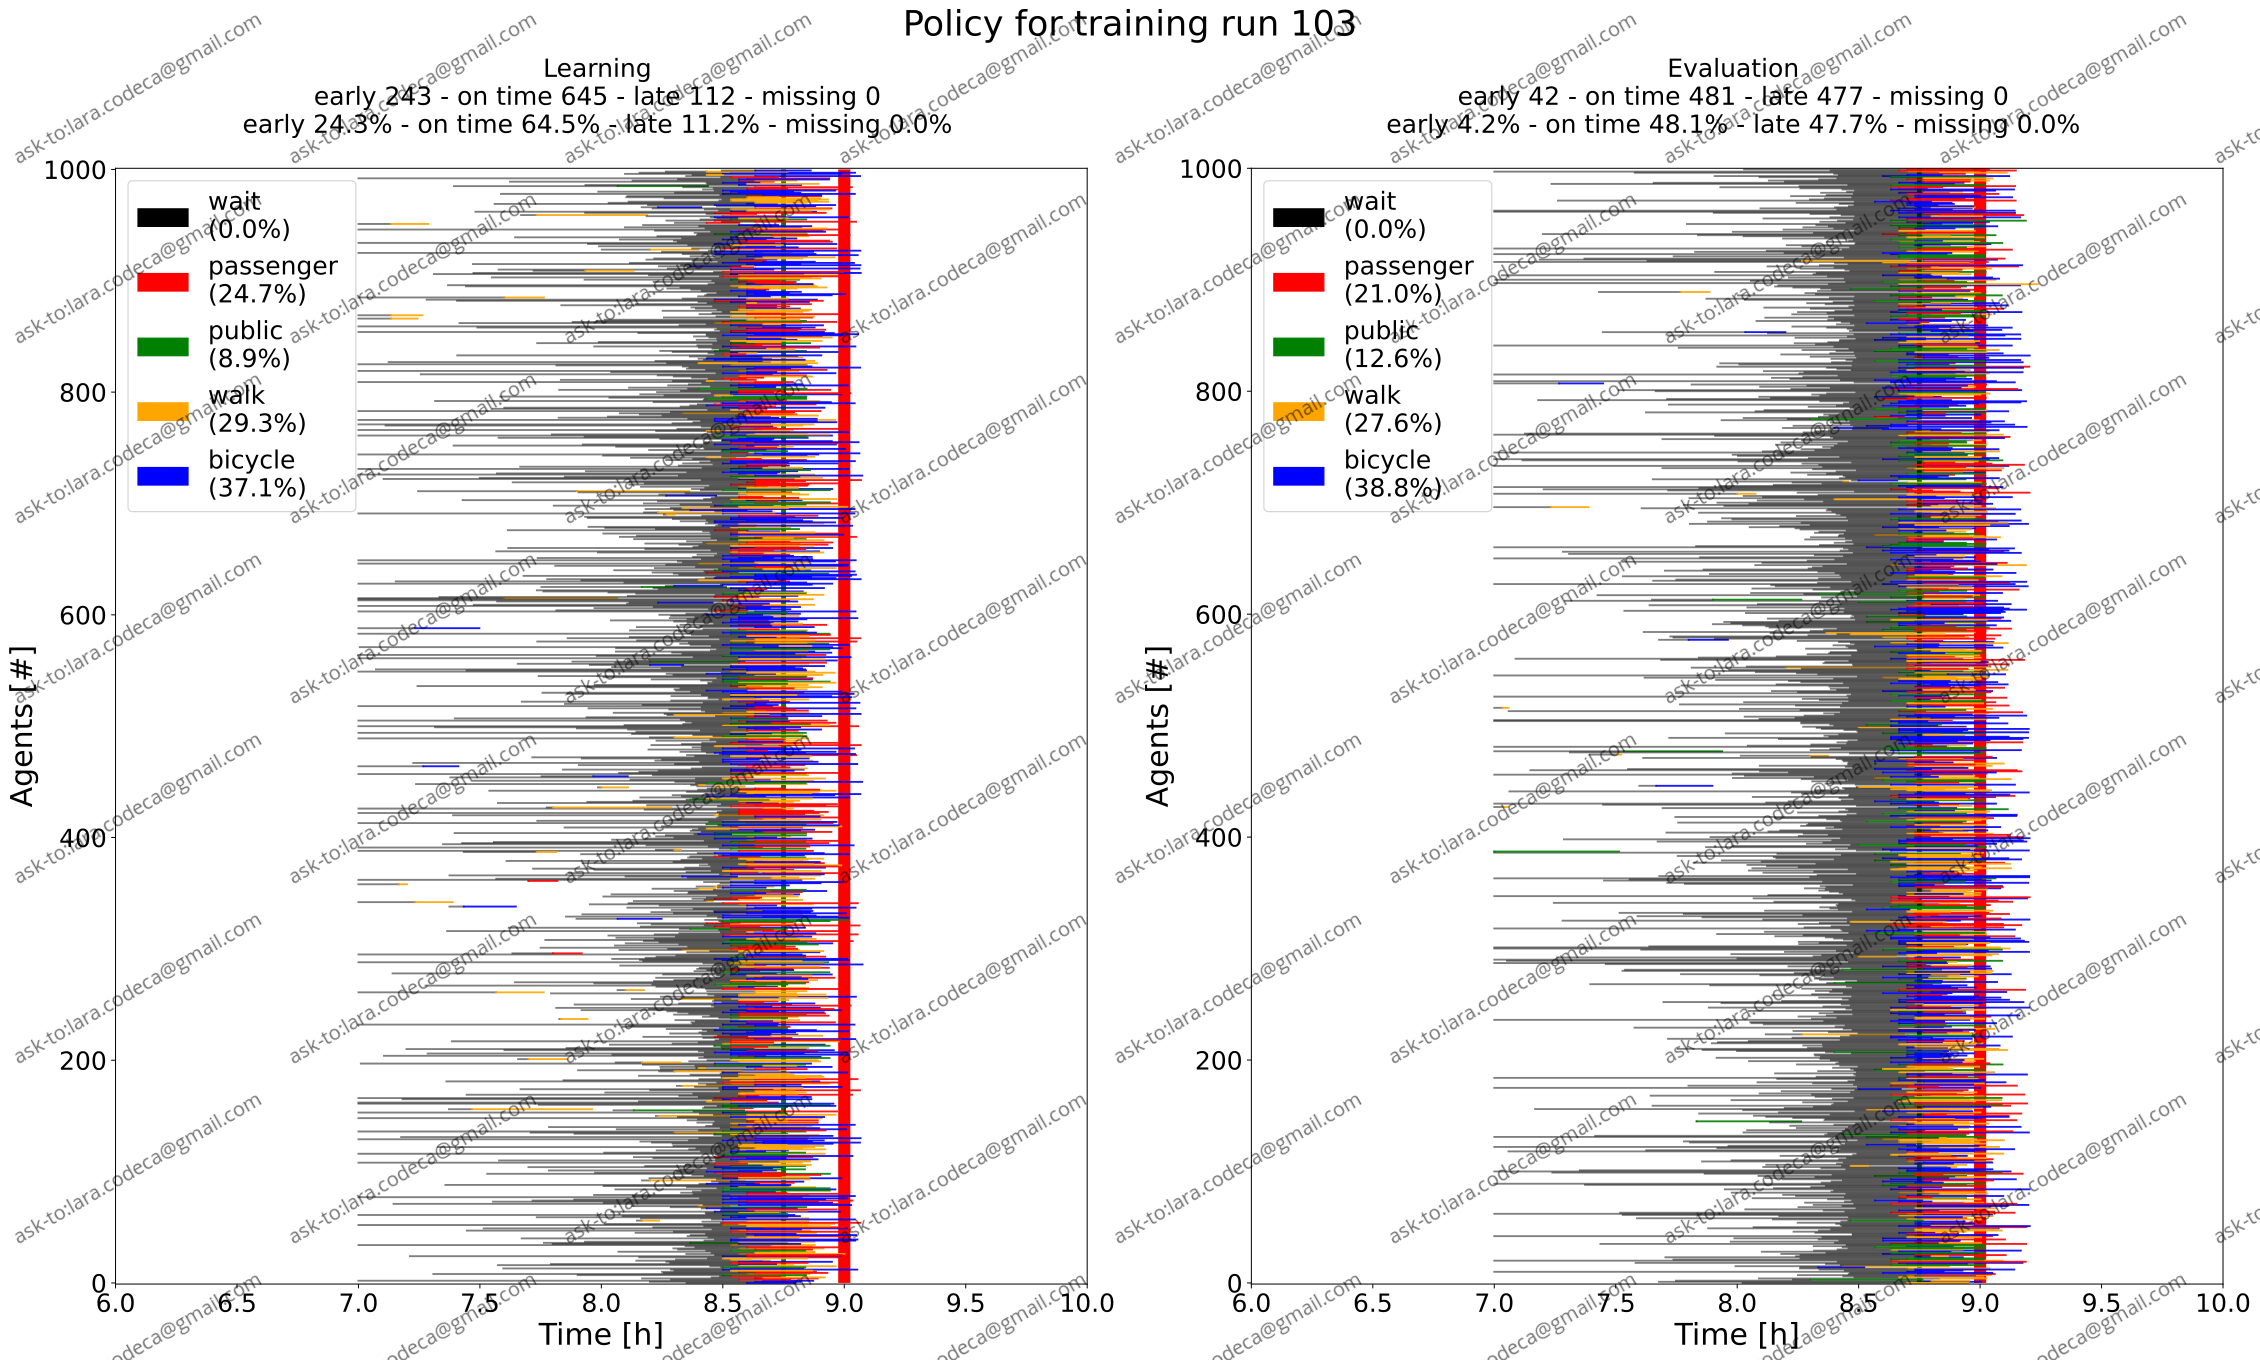 Policy for training run 103
Learning
early 243 - on time 645 - late 112 - missing 0
early 24.3% - on time 64.5% - late 11.2% - missing 0.0%
Evaluation
early 42 - on time 481 - late 477 - missing 0
early 4.2% - on time 48.1% - late 47.7% - missing 0.0%
wait
(0.0%)
passenger
(24.7%)
public
(8.9%)
walk
(29.3%)
bicycle
(37.1%)
Agents [#]
1000
800
600
400
200
0
6.0 6.5 7.0 7.5 8.0 8.5 9.0 9.5 10.0
Time [h]
wait
(0.0%)
passenger
(21.0%)
public
(12.6%)
walk
(27.6%)
bicycle
(38.8%)
Agents [#]
1000
800
600
400
200
0
6.0 6.5 7.0 7.5 8.0 8.5 9.0 9.5 10.0
Time [h]
ask-to:lara.codeca@gmail.com